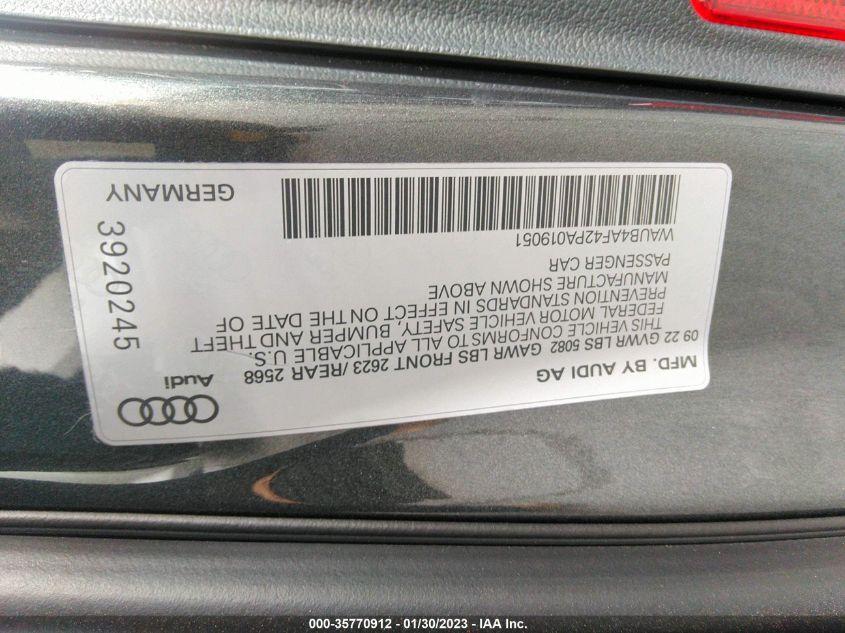 MFD. BY AUDI AG
09 22 GVWR LBS 5082 GAWR LBS FRONT 2623 /REAR 2568
THIS VEHICLE CONFORMS TO ALL APPLICABLE U.S.
FEDERAL MOTOR VEHICLE SAFETY, BUMPER AND THEFT
PREVENTION STANDARDS IN EFFECT ON THE DATE OF
MANUFACTURE SHOWN ABOVE
PASSENGER CAR
WAUB4AF42PA019051
Audi
3920245
GERMANY
000-35770912 - 01/30/2023 - IAA Inc.